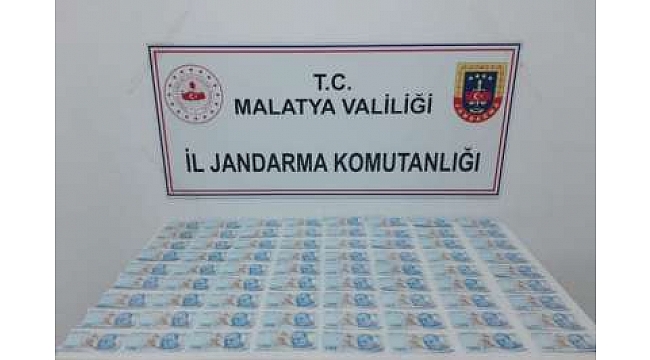 T.C.
MALATYA VALİLİĞİ
İL JANDARMA KOMUTANLIĞI